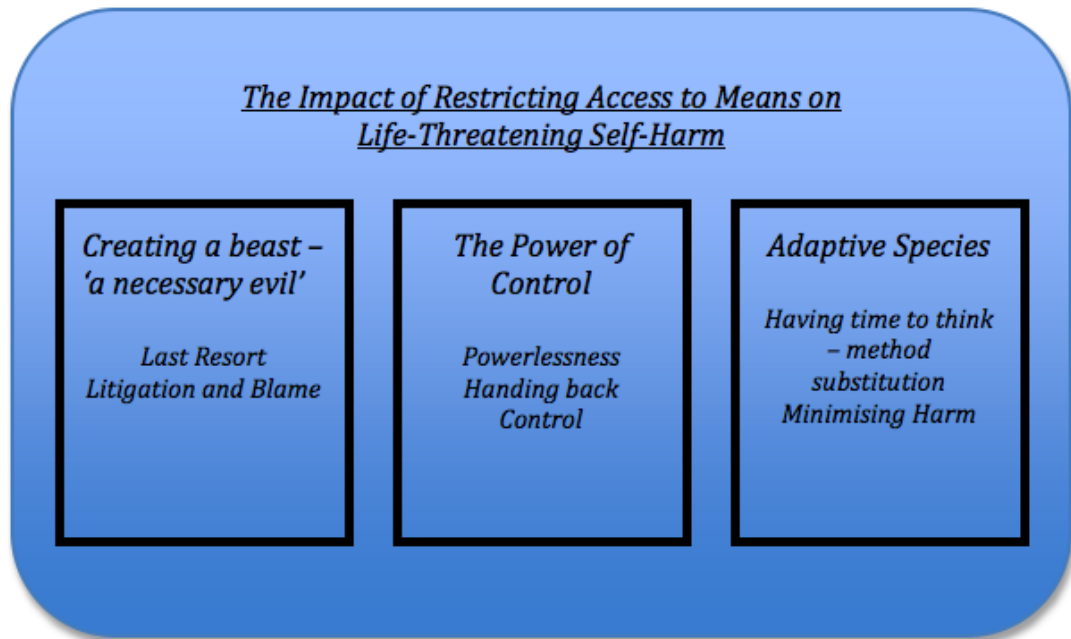 The Impact of Restricting Access to Means on
Life-Threatening Self-Harm
Creating a beast –
‘a necessary evil’
Last Resort
Litigation and Blame
The Power of
Control
Powerlessness
Handing back
Control
Adaptive Species
Having time to think
– method
substitution
Minimising Harm